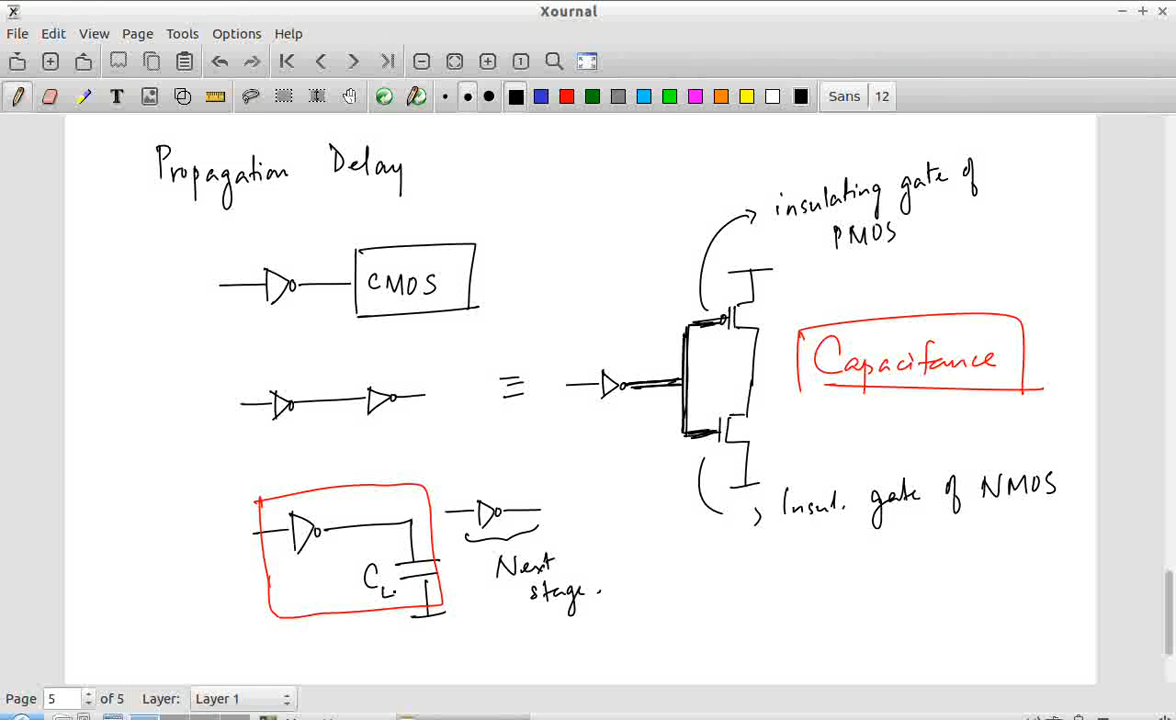 Xournal
File Edit View Page Tools Options Help
Sans 12
Propagation Delay
insulating gate of
PMOS
CMOS
Capacitance
Insul. gate of NMOS
Next
stage.
CL
Page 5 of 5 Layer: Layer 1